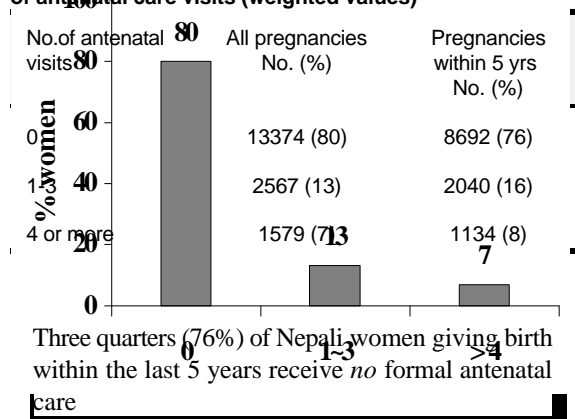 of antenatal care visits (weighted values)
No.of antenatal visits All pregnancies No. (%) Pregnancies within 5 yrs No. (%)
0 13374 (80) 8692 (76)
1-3 2567 (13) 2040 (16)
4 or more 1579 (7) 1134 (8)
% women
100
80
60
40
20
0
80
13
7
0 1~3 >4
Three quarters (76%) of Nepali women giving birth
within the last 5 years receive no formal antenatal
care